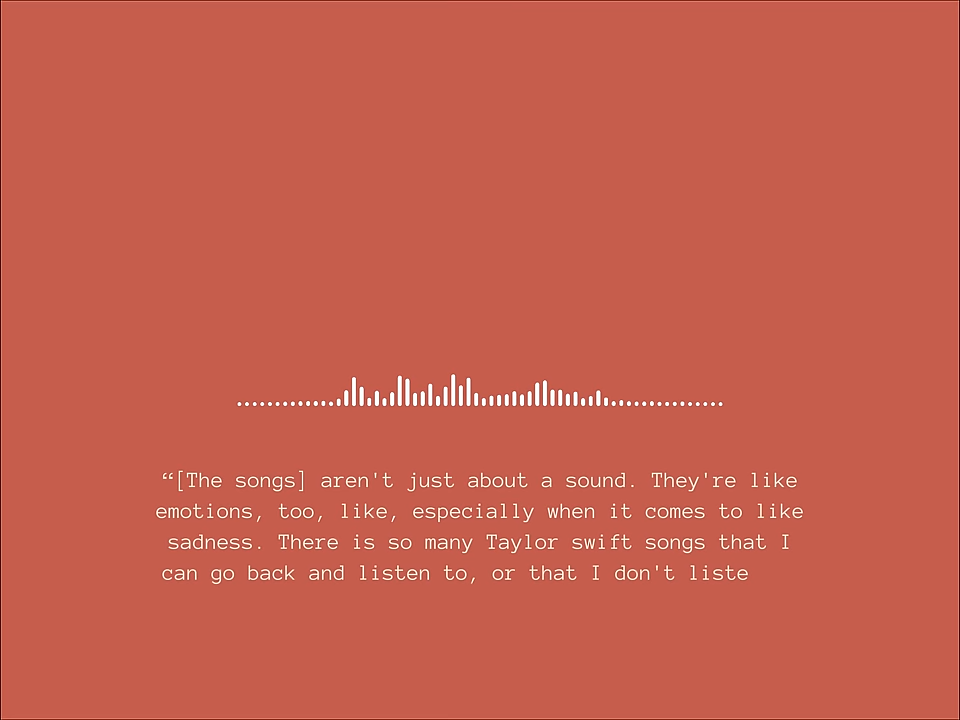 “[The songs] aren't just about a sound. They're like
emotions, too, like, especially when it comes to like
sadness. There is so many Taylor swift songs that I
can go back and listen to, or that I don't liste